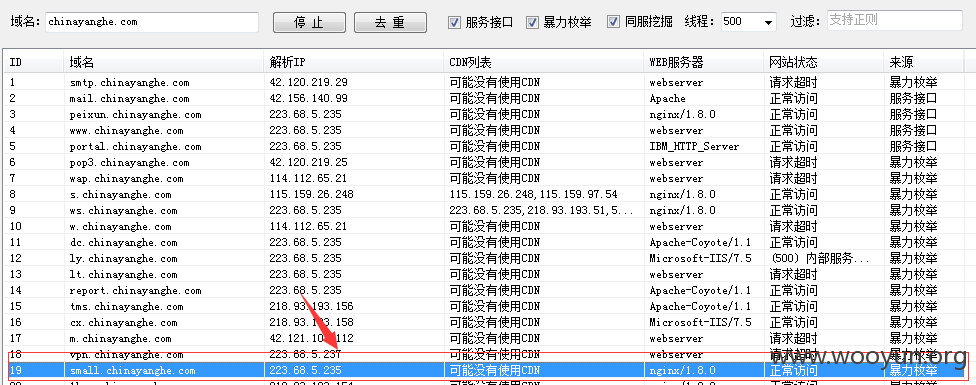 域名: chinayanghe.com 停止 去重 服务接口 暴力枚举 同服挖掘 线程: 500 过滤: 支持正则
ID 域名 解析IP CDN列表 WEB服务器 网站状态 来源
1 smtp.chinayanghe.com 42.120.219.29 可能没有使用CDN webserver 请求超时 暴力枚举
2 mail.chinayanghe.com 42.156.140.99 可能没有使用CDN Apache 正常访问 服务接口
3 peixun.chinayanghe.com 223.68.5.235 可能没有使用CDN nginx/1.8.0 正常访问 服务接口
4 www.chinayanghe.com 223.68.5.235 可能没有使用CDN webserver 正常访问 服务接口
5 portal.chinayanghe.com 223.68.5.235 可能没有使用CDN IBM_HTTP_Server 正常访问 服务接口
6 pop3.chinayanghe.com 42.120.219.25 可能没有使用CDN webserver 请求超时 暴力枚举
7 wap.chinayanghe.com 114.112.65.21 可能没有使用CDN webserver 请求超时 暴力枚举
8 s.chinayanghe.com 115.159.26.248 115.159.26.248,115.159.97.54 nginx/1.8.0 正常访问 暴力枚举
9 ws.chinayanghe.com 223.68.5.235 223.68.5.235,218.93.193.51,5... nginx/1.8.0 正常访问 暴力枚举
10 w.chinayanghe.com 114.112.65.21 可能没有使用CDN webserver 请求超时 暴力枚举
11 dc.chinayanghe.com 223.68.5.235 可能没有使用CDN Apache-Coyote/1.1 正常访问 暴力枚举
12 ly.chinayanghe.com 223.68.5.235 可能没有使用CDN Microsoft-IIS/7.5 (500) 内部服务... 暴力枚举
13 lt.chinayanghe.com 223.68.5.235 可能没有使用CDN webserver 请求超时 暴力枚举
14 report.chinayanghe.com 223.68.5.235 可能没有使用CDN Apache-Coyote/1.1 正常访问 暴力枚举
15 tms.chinayanghe.com 218.93.193.156 可能没有使用CDN Microsoft-IIS/7.5 正常访问 暴力枚举
16 cx.chinayanghe.com 218.93.193.158 可能没有使用CDN Microsoft-IIS/7.5 正常访问 暴力枚举
17 m.chinayanghe.com 可能没有使用CDN webserver 请求超时 暴力枚举
18 vpn.chinayanghe.com 223.68.5.237 可能没有使用CDN webserver 请求超时 暴力枚举
19 small.chinayanghe.com 223.68.5.235 可能没有使用CDN nginx/1.8.0 正常访问 暴力枚举
www.wooyun.org